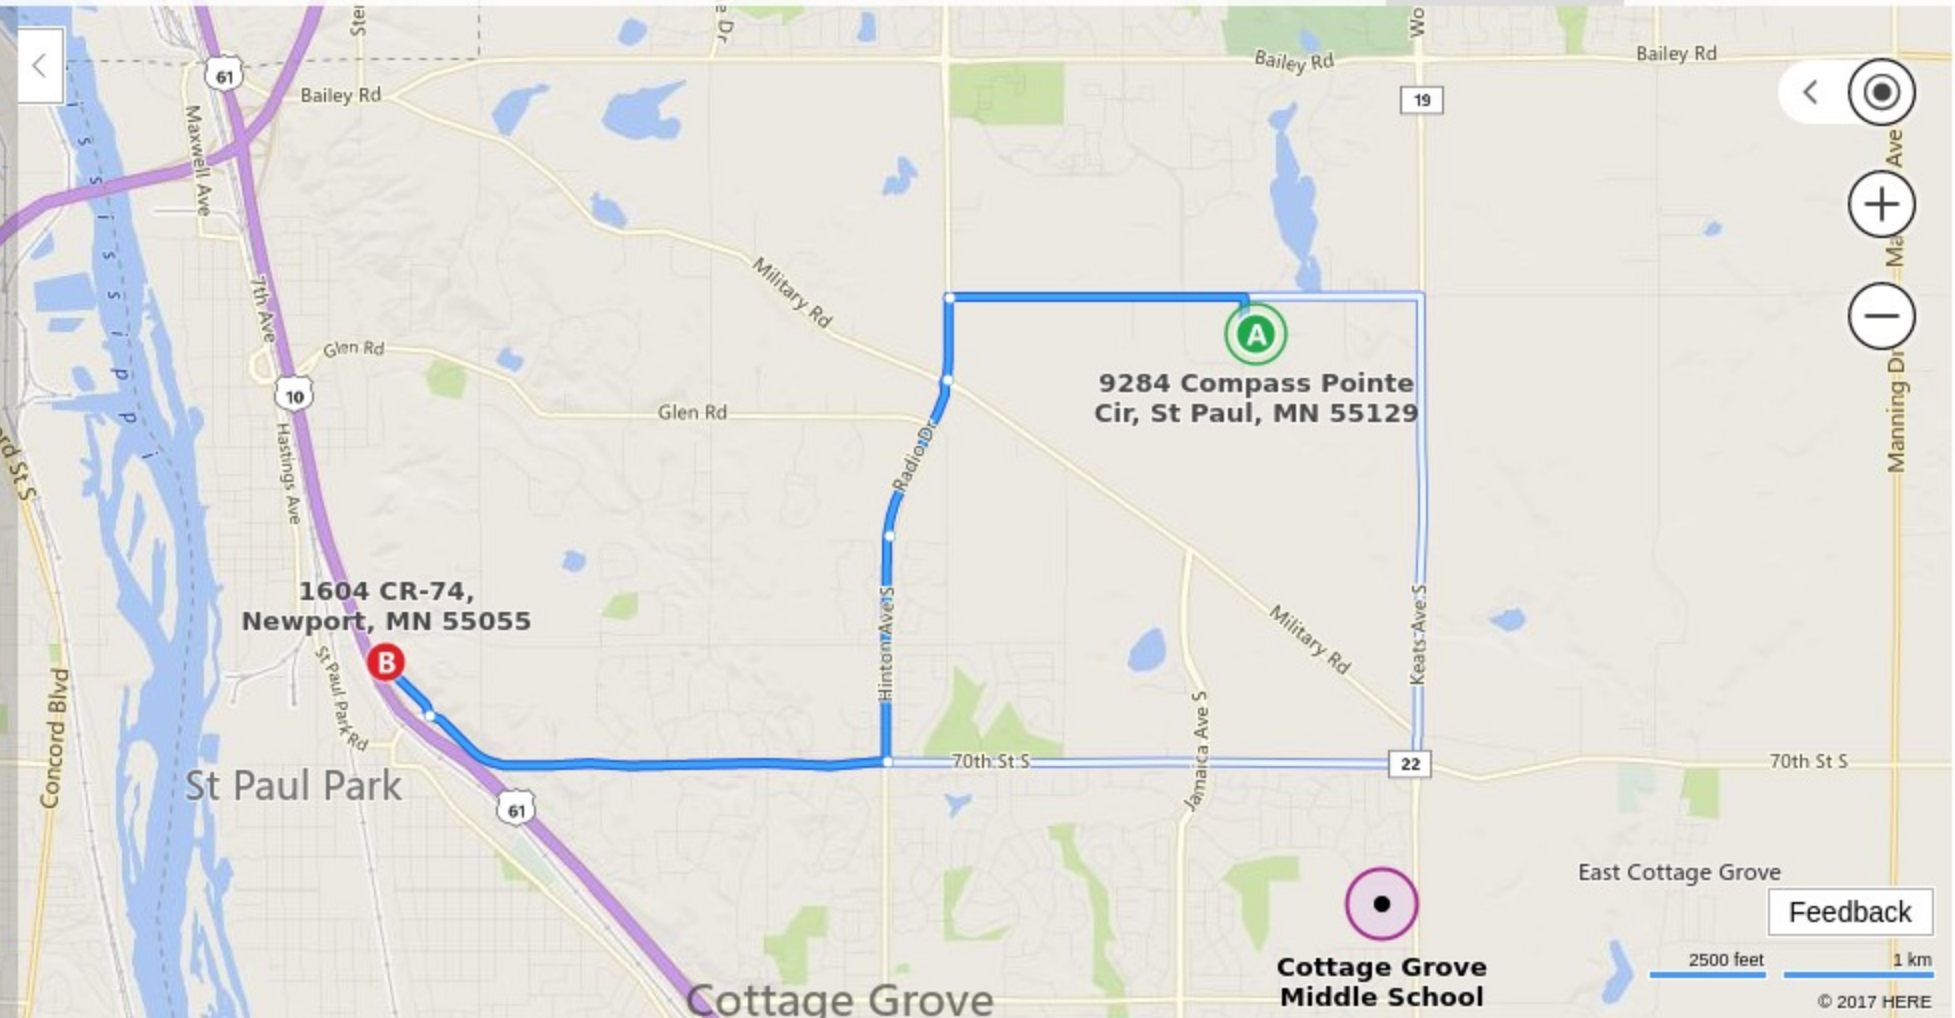 61
Bailey Rd
Bailey Rd
Bailey Rd
19
Maxwell Ave
Ave
7th Ave
Military Rd
Glen Rd
10
Glen Rd
Radio Dr
A
9284 Compass Pointe
Cir, St Paul, MN 55129
Manning Dr
Hastings Ave
1604 CR-74,
Newport, MN 55055
B
Hinton Ave S
Military Rd
Keats Ave S
St Paul Park Rd
Concord Blvd
St Paul Park
61
70th St S
Jamaica Ave S
22
70th St S
East Cottage Grove
Feedback
Cottage Grove
Middle School
2500 feet
1 km
Cottage Grove
© 2017 HERE